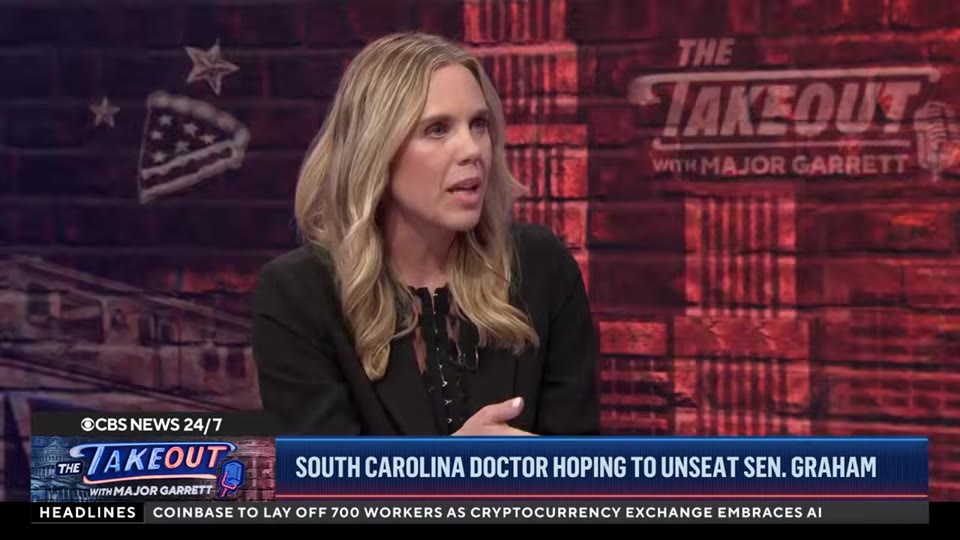 THE
TAKEOUT
WITH MAJOR GARRETT
CBS NEWS 24/7
THE TAKEOUT
WITH MAJOR GARRETT
SOUTH CAROLINA DOCTOR HOPING TO UNSEAT SEN. GRAHAM
HEADLINES COINBASE TO LAY OFF 700 WORKERS AS CRYPTOCURRENCY EXCHANGE EMBRACES AI